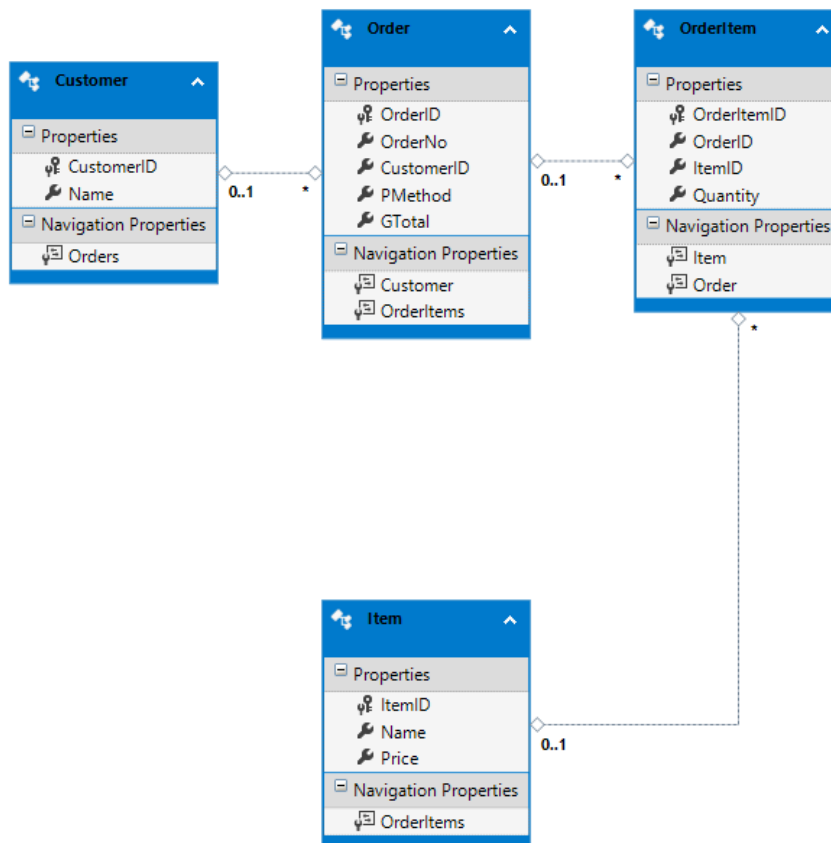 Customer
Properties
CustomerID
Name
Navigation Properties
Orders
0..1
*
Order
Properties
OrderID
OrderNo
CustomerID
PMethod
GTotal
Navigation Properties
Customer
OrderItems
0..1
*
OrderItem
Properties
OrderItemID
OrderID
ItemID
Quantity
Navigation Properties
Item
Order
*
Item
Properties
ItemID
Name
Price
Navigation Properties
OrderItems
0..1